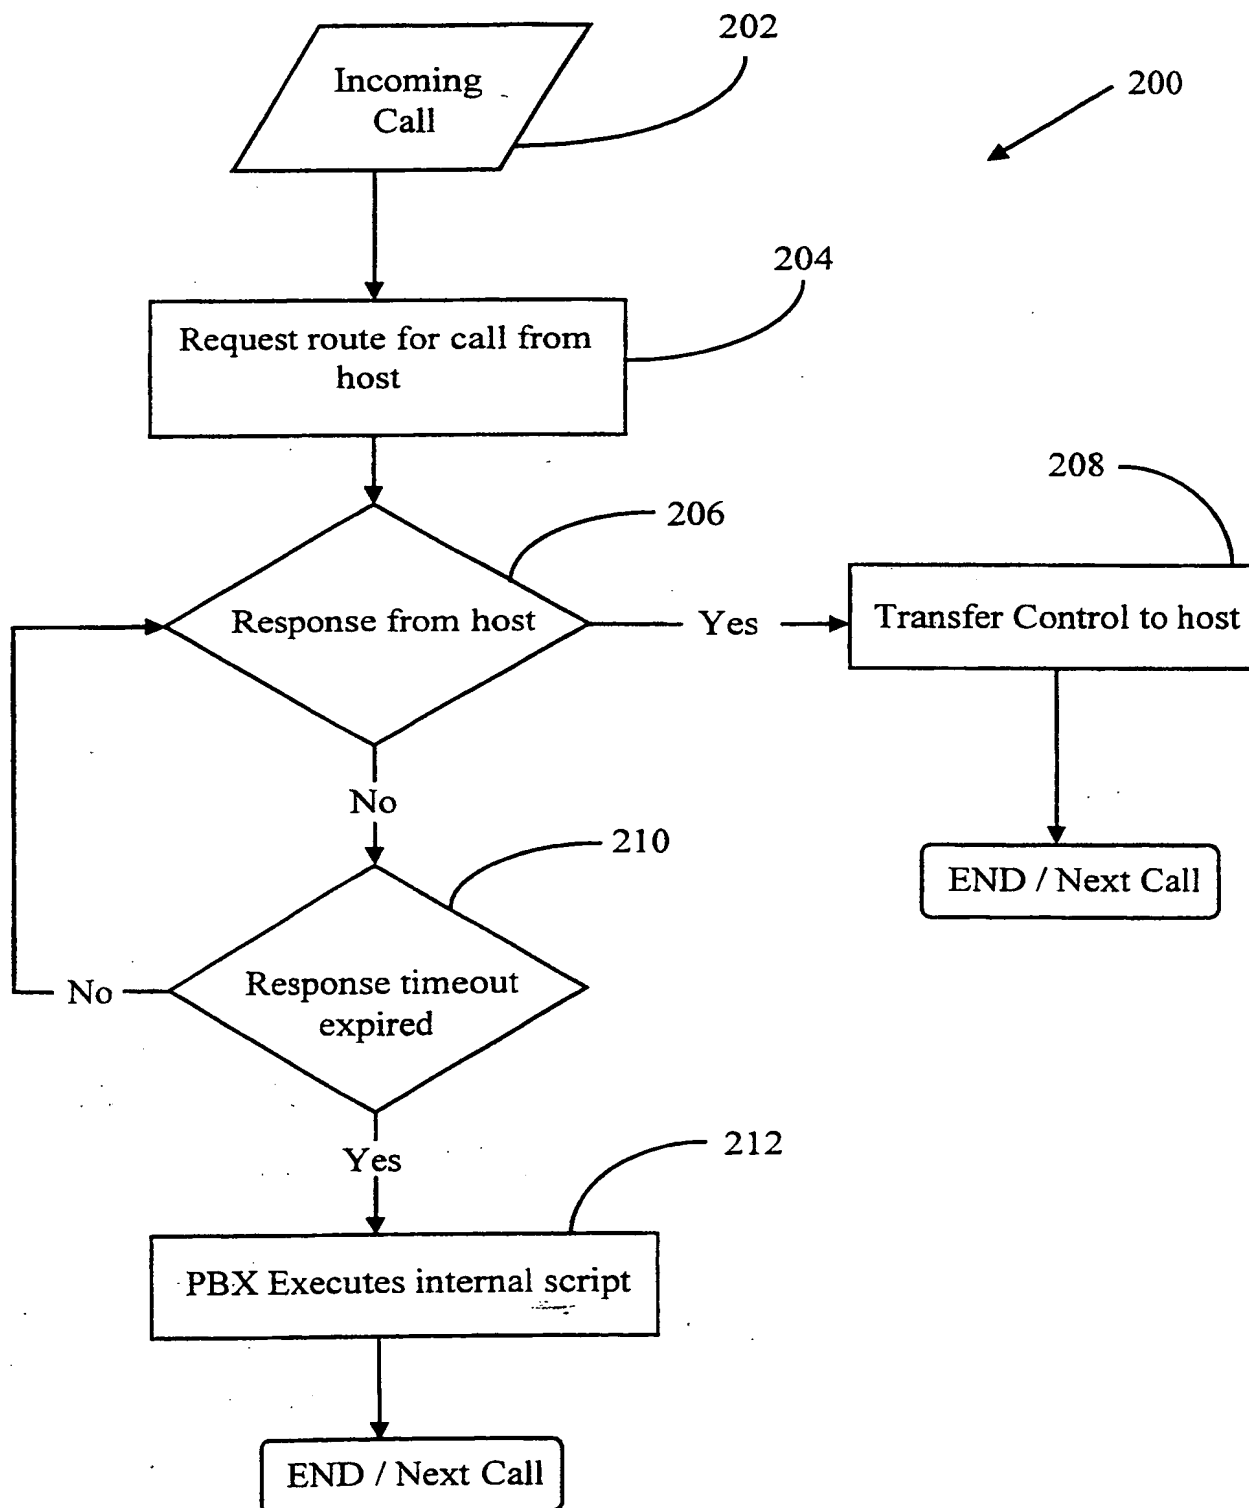 202
Incoming
Call
200
204
Request route for call from
host
208
206
Response from host
Yes
Transfer Control to host
No
210
END / Next Call
Response timeout
expired
No
Yes
212
PBX Executes internal script
END / Next Call